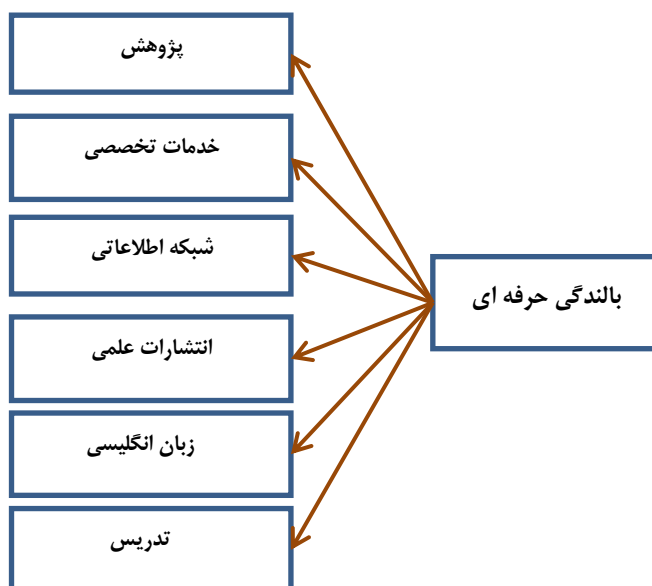 پژوهش
خدمات تخصصی
شبکه اطلاعاتی
بالندگی حرفه ای
انتشارات علمی
زبان انگلیسی
تدریس